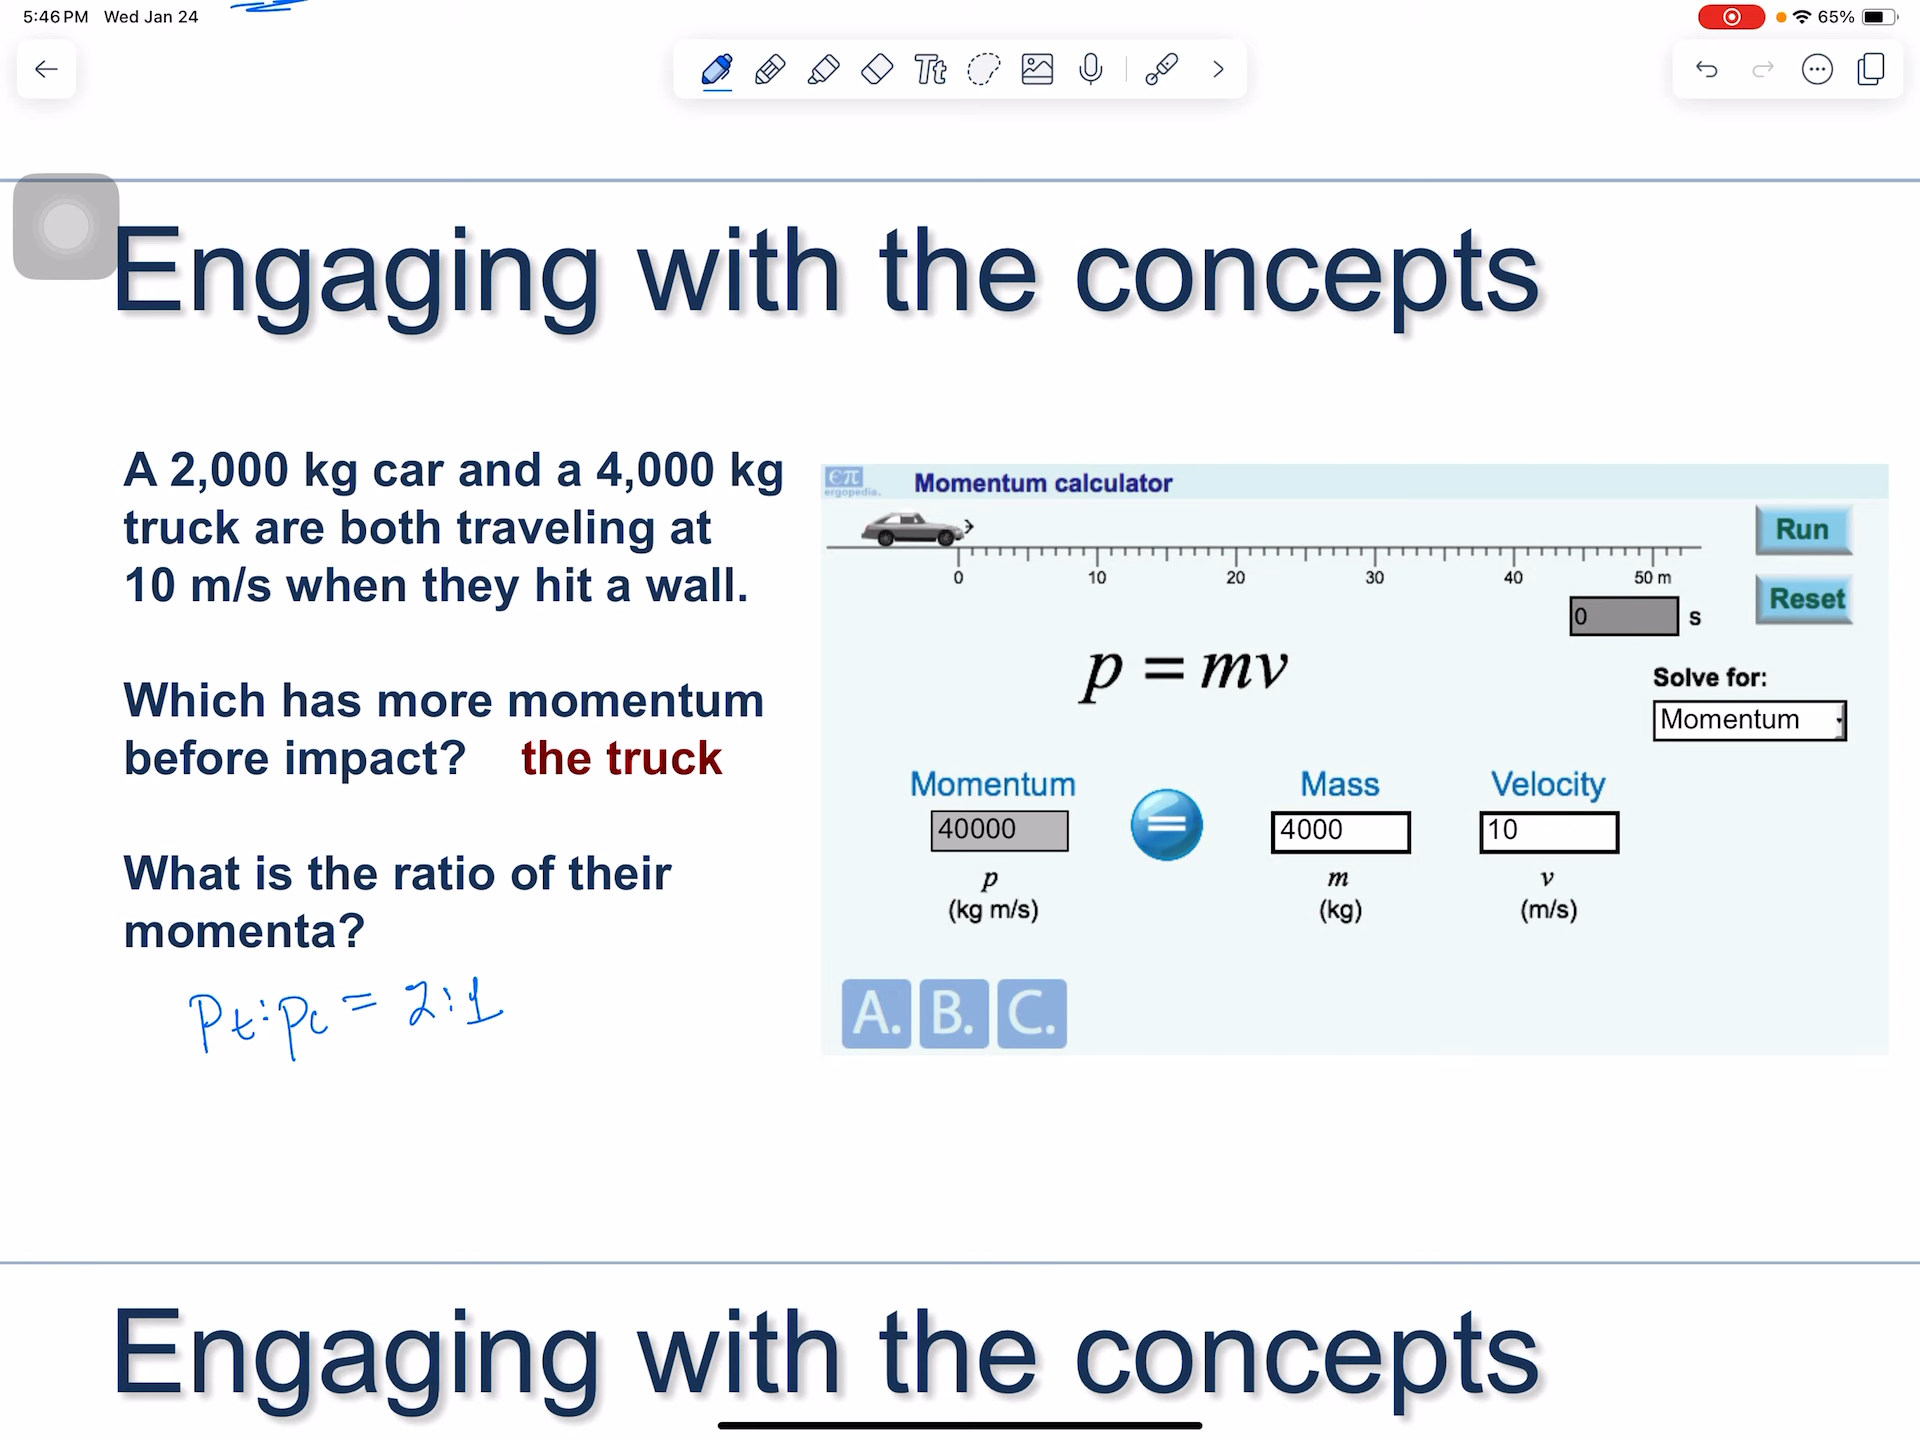 5:46 PM Wed Jan 24
65%
Tt
Engaging with the concepts
A 2,000 kg car and a 4,000 kg
truck are both traveling at
10 m/s when they hit a wall.
Which has more momentum
before impact? the truck
What is the ratio of their
momenta?
Pt:Pc = 2:1
ϵπ
ergopedia.
Momentum calculator
Run
0 10 20 30 40 50 m
Reset
0 s
p = mv
Solve for:
Momentum
Momentum Mass Velocity
40000 = 4000 10
p m v
(kg m/s) (kg) (m/s)
A. B. C.
Engaging with the concepts